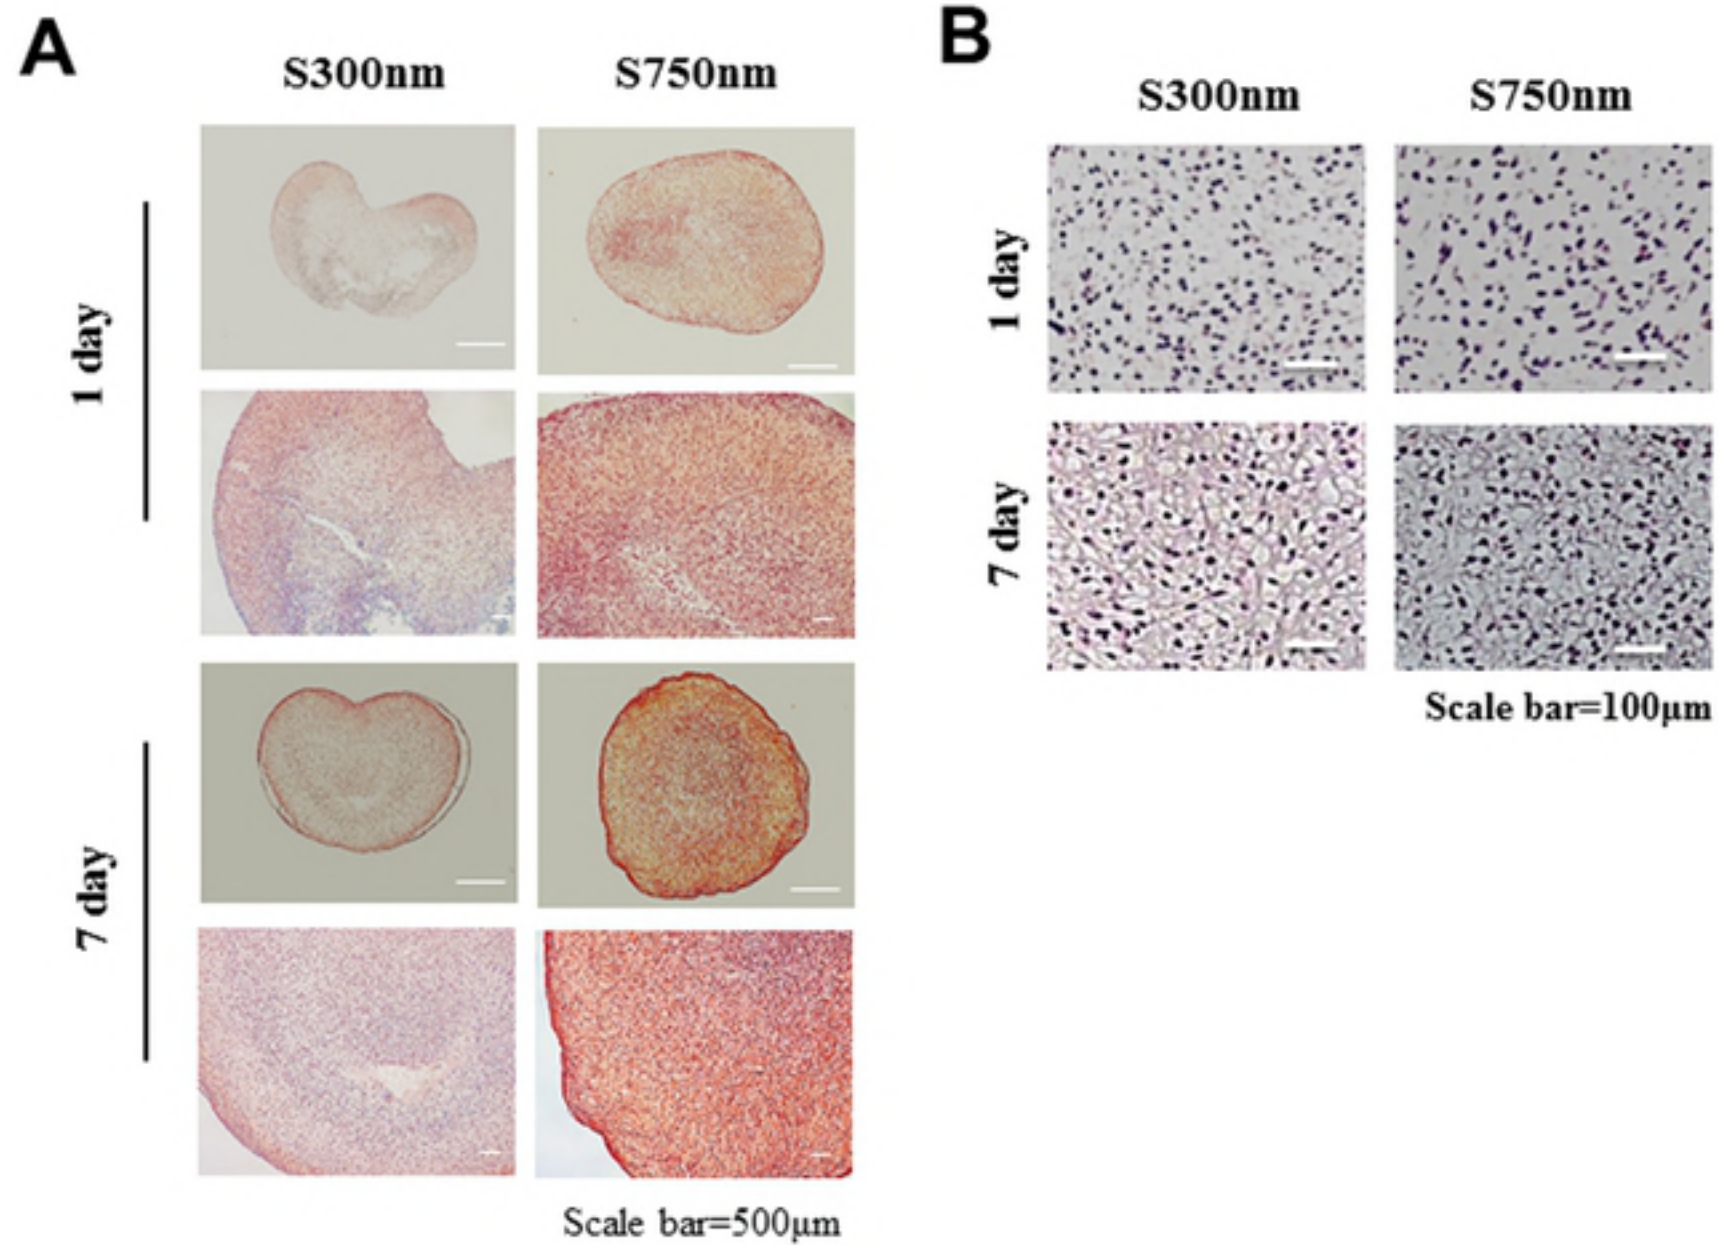 A
S300nm
S750nm
1 day
7 day
Scale bar=500μm
B
S300nm
S750nm
1 day
7 day
Scale bar=100μm